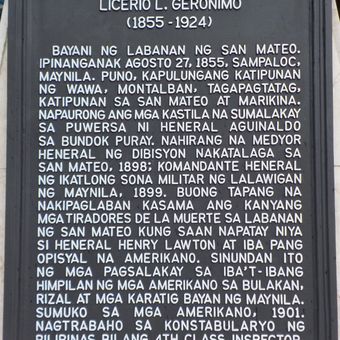 LICERIO L. GERONIMO
(1855-1924)
BAYANI NG LABANAN NG SAN MATEO.
IPINANGANAK AGOSTO 27, 1855, SAMPALOC,
MAYNILA. PUNO, KAPULUNGANG KATIPUNAN
NG WAWA, MONTALBAN, TAGAPAGTATAG,
KATIPUNAN SA SAN MATEO AT MARIKINA.
NAPAURONG ANG MGA KASTILA NA SUMALAKAY
SA PUWERSA NI HENERAL AGUINALDO
SA BUNDOK PURAY. NAHIRANG NA MEDYOR
HENERAL NG DIBISYON NAKATALAGA SA
SAN MATEO, 1898; KOMANDANTE HENERAL
NG IKATLONG SONA MILITAR NG LALAWIGAN
NG MAYNILA, 1899. BUONG TAPANG NA
NAKIPAGLABAN KASAMA ANG KANYANG
MGA TIRADORES DE LA MUERTE SA LABANAN
NG SAN MATEO KUNG SAAN NAPATAY NIYA
SI HENERAL HENRY LAWTON AT IBA PANG
OPISYAL NA AMERIKANO. SINUNDAN ITO
NG MGA PAGSALAKAY SA IBA'T-IBANG
HIMPILAN NG MGA AMERIKANO SA BULAKAN,
RIZAL AT MGA KARATIG BAYAN NG MAYNILA.
SUMUKO SA MGA AMERIKANO, 1901.
NAGTRABAHO SA KONSTABULARYO NG
PILIPINAS BILANG 4TH CLASS INSPECTOR